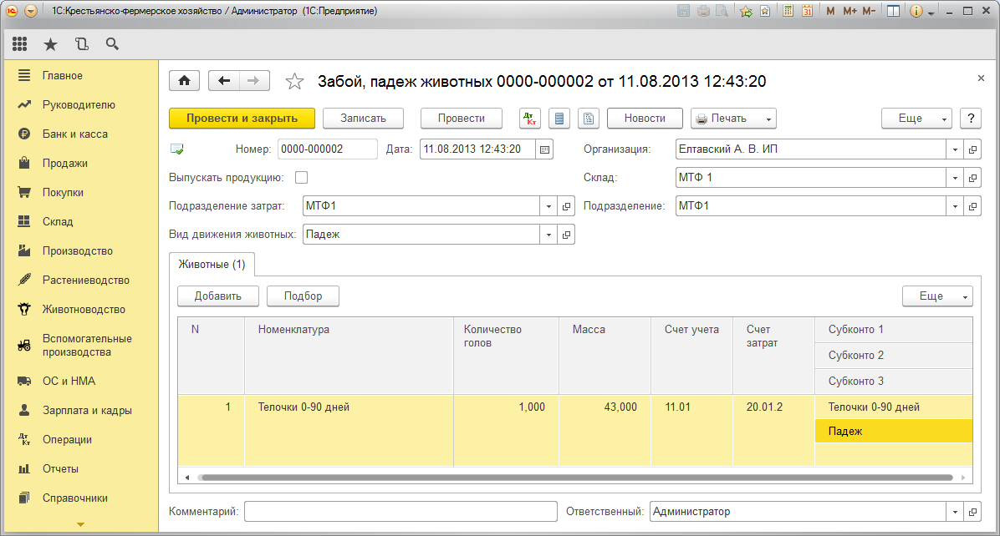 1С:Крестьянско-Фермерское хозяйство / Администратор (1С:Предприятие)
31 M M+ M-
Главное
Руководителю
Банк и касса
Продажи
Покупки
Склад
Производство
Растениеводство
Животноводство
Вспомогательные
производства
ОС и НМА
Зарплата и кадры
Операции
Отчеты
Справочники
Забой, падеж животных 0000-000002 от 11.08.2013 12:43:20
Провести и закрыть Записать Провести Дт Кт Новости Печать Еще ?
Номер: 0000-000002 Дата: 11.08.2013 12:43:20 Организация: Елтавский А. В. ИП
Выпускать продукцию: Склад: МТФ 1
Подразделение затрат: МТФ1 Подразделение: МТФ1
Вид движения животных: Падеж
Животные (1)
Добавить Подбор Еще
N Номенклатура Количество голов Масса Счет учета Счет затрат Субконто 1
Субконто 2
Субконто 3
1 Телочки 0-90 дней 1,000 43,000 11.01 20.01.2 Телочки 0-90 дней
Падеж
Комментарий: Ответственный: Администратор